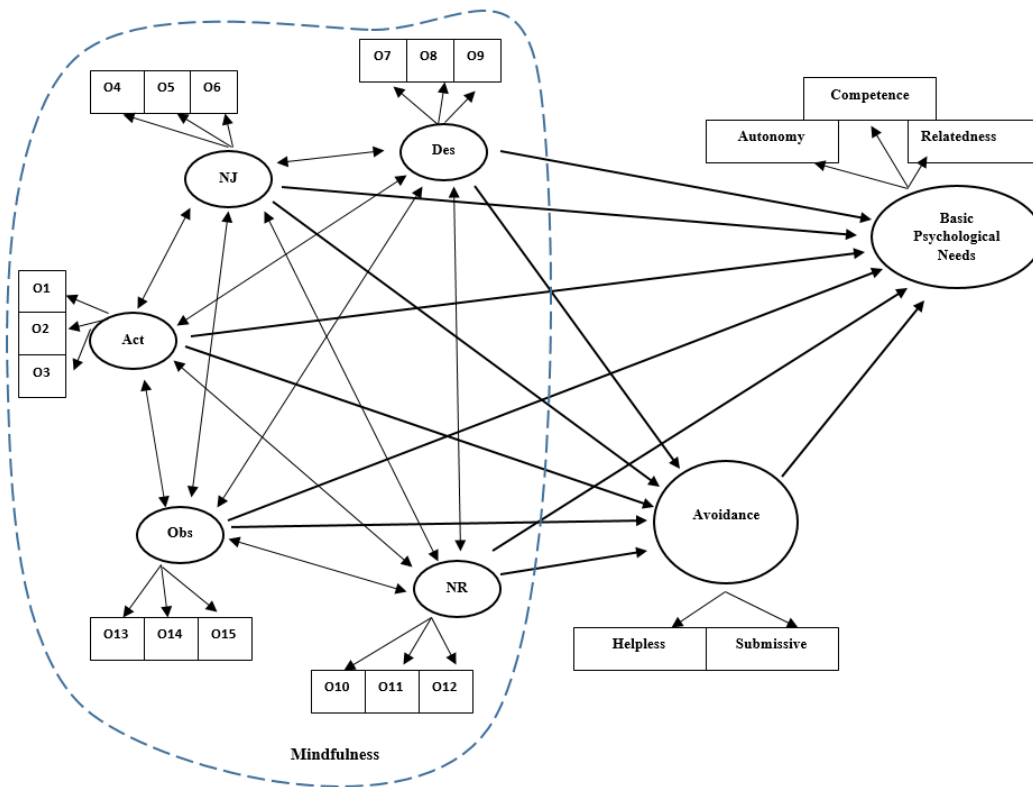 O7 O8 O9
O4 O5 O6
Competence
Autonomy
Relatedness
Des
NJ
Basic
Psychological
Needs
O1
O2
O3
Act
Avoidance
Obs
NR
O13 O14 O15
Helpless
Submissive
O10 O11 O12
Mindfulness